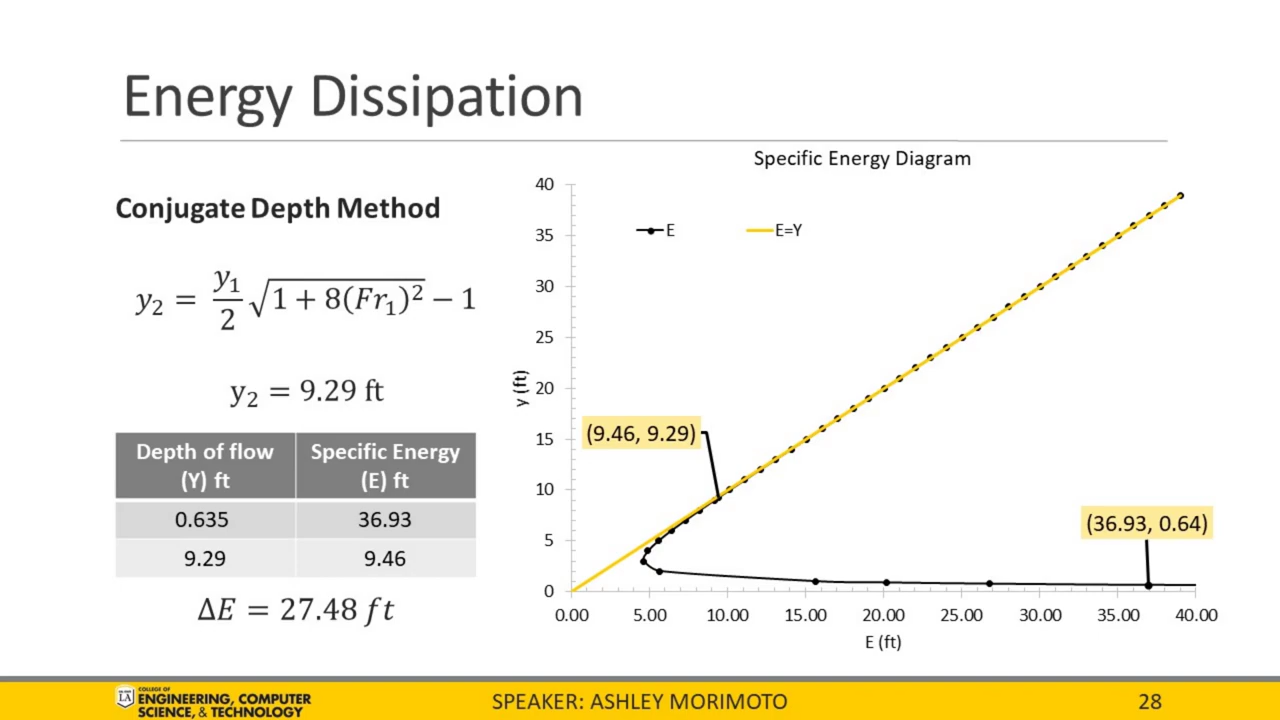 Energy Dissipation
Specific Energy Diagram
Conjugate Depth Method
y₂ = y₁/2 √1 + 8(Fr₁)² − 1
y₂ = 9.29 ft
Depth of flow (Y) ft	Specific Energy (E) ft
0.635	36.93
9.29	9.46
ΔE = 27.48 ft
E	E=Y
y (ft)
40
35
30
25
20
15
10
5
0
(9.46, 9.29)
(36.93, 0.64)
0.00 5.00 10.00 15.00 20.00 25.00 30.00 35.00 40.00
E (ft)
LA
COLLEGE OF
ENGINEERING, COMPUTER
SCIENCE, & TECHNOLOGY
SPEAKER: ASHLEY MORIMOTO
28